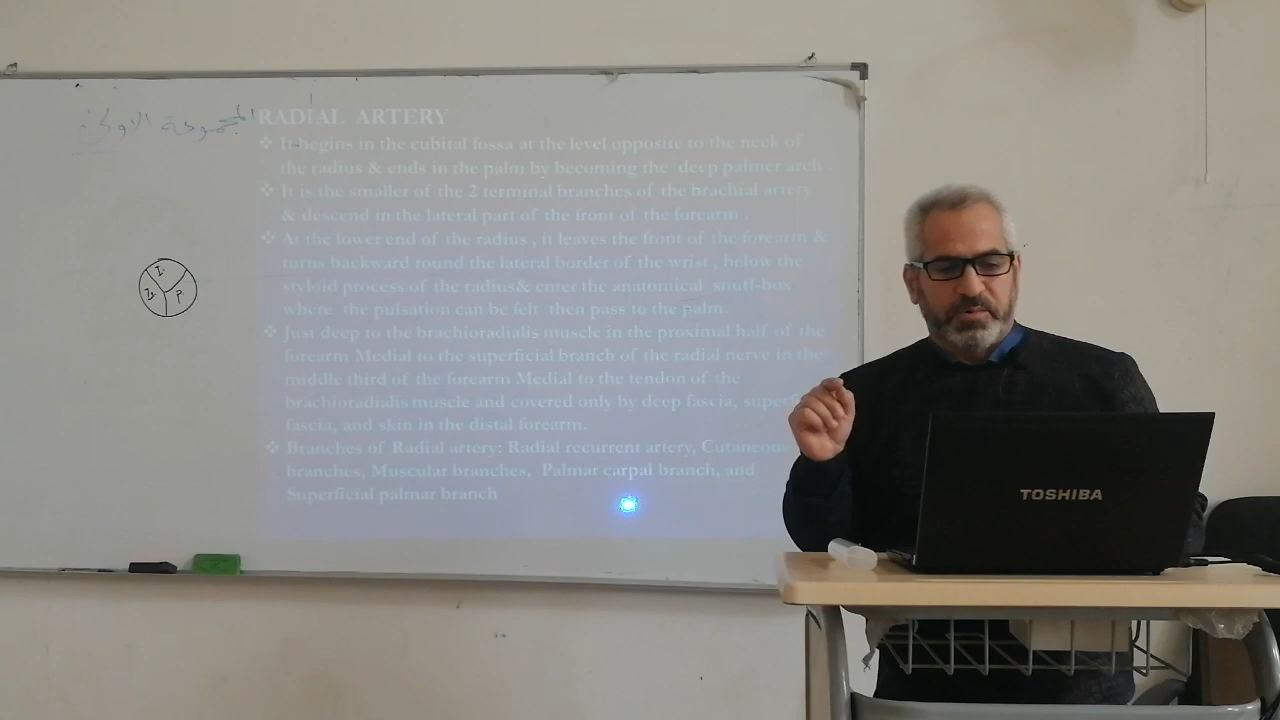 المجموعة الاولى
RADIAL ARTERY
❖ It begins in the cubital fossa at the level opposite to the neck of
the radius & ends in the palm by becoming the deep palmer arch .
❖ It is the smaller of the 2 terminal branches of the brachial artery
& descend in the lateral part of the front of the forearm .
❖ At the lower end of the radius , it leaves the front of the forearm &
turns backward round the lateral border of the wrist , below the
styloid process of the radius& enter the anatomical snuff-box
where the pulsation can be felt then pass to the palm.
❖ Just deep to the brachioradialis muscle in the proximal half of the
forearm Medial to the superficial branch of the radial nerve in the
middle third of the forearm Medial to the tendon of the
brachioradialis muscle and covered only by deep fascia, superfi
fascia, and skin in the distal forearm.
❖ Branches of Radial artery: Radial recurrent artery, Cutaneous
branches, Muscular branches, Palmar carpal branch, and
Superficial palmar branch
P.
TOSHIBA